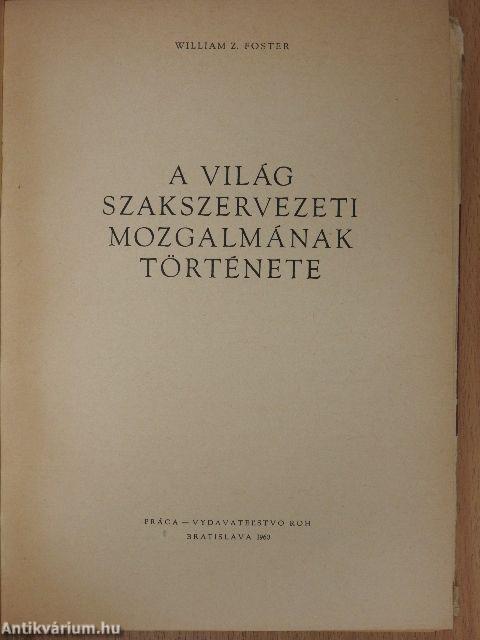 WILLIAM Z. FOSTER
A VILÁG
SZAKSZERVEZETI
MOZGALMÁNAK
TÖRTÉNETE
PRÁCA — VYDAVATEĽSTVO ROH
BRATISLAVA 1960
Antikvárium.hu